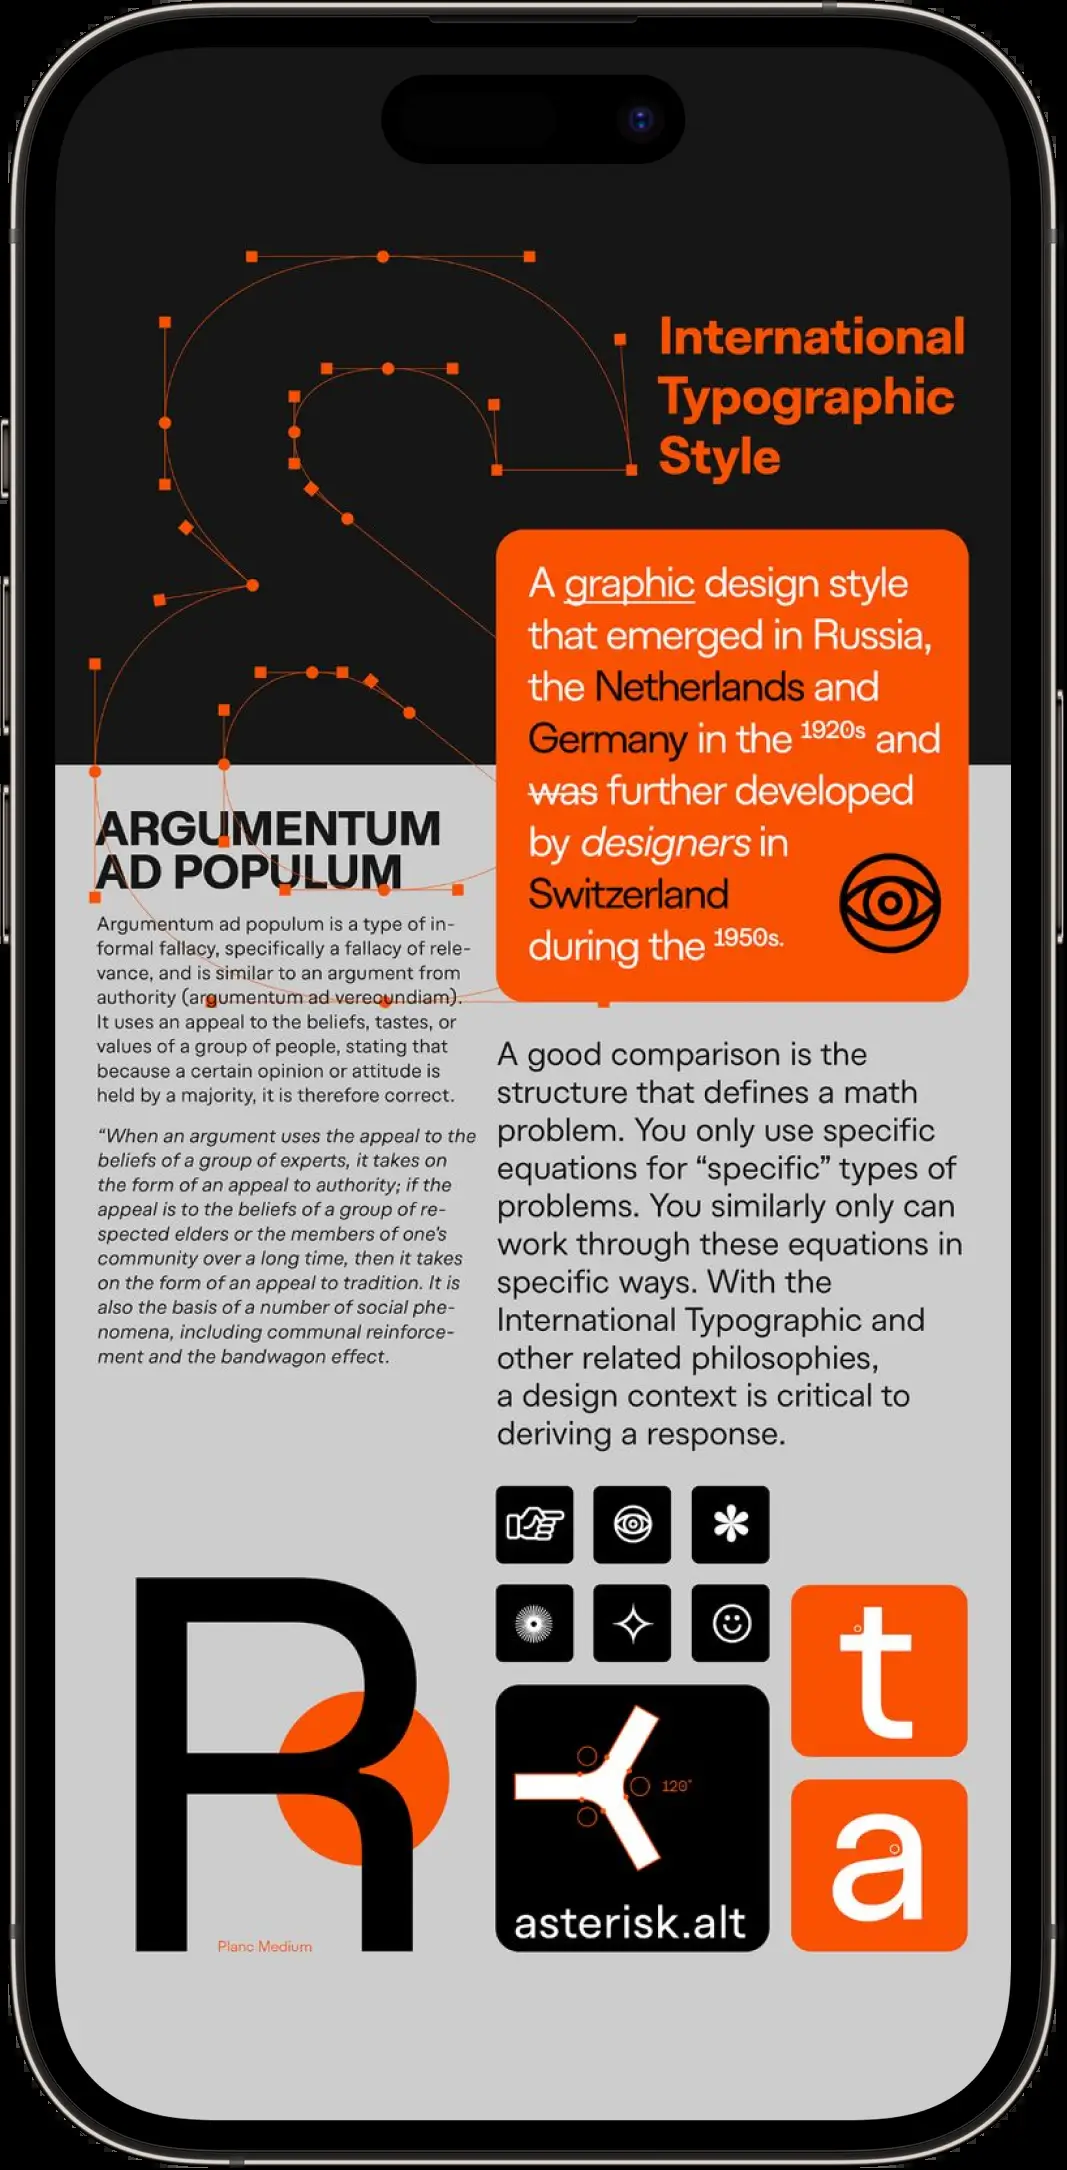 International
Typographic
Style
A graphic design style
that emerged in Russia,
the Netherlands and
Germany in the 1920s and
was further developed
by designers in
Switzerland
during the 1950s.
ARGUMENTUM
AD POPULUM
Argumentum ad populum is a type of in-
formal fallacy, specifically a fallacy of rele-
vance, and is similar to an argument from
authority (argumentum ad verecundiam).
It uses an appeal to the beliefs, tastes, or
values of a group of people, stating that
because a certain opinion or attitude is
held by a majority, it is therefore correct.
“When an argument uses the appeal to the
beliefs of a group of experts, it takes on
the form of an appeal to authority; if the
appeal is to the beliefs of a group of re-
spected elders or the members of one’s
community over a long time, then it takes
on the form of an appeal to tradition. It is
also the basis of a number of social phe-
nomena, including communal reinforce-
ment and the bandwagon effect.
A good comparison is the
structure that defines a math
problem. You only use specific
equations for “specific” types of
problems. You similarly only can
work through these equations in
specific ways. With the
International Typographic and
other related philosophies,
a design context is critical to
deriving a response.
R
Planc Medium
120°
asterisk.alt
t
a